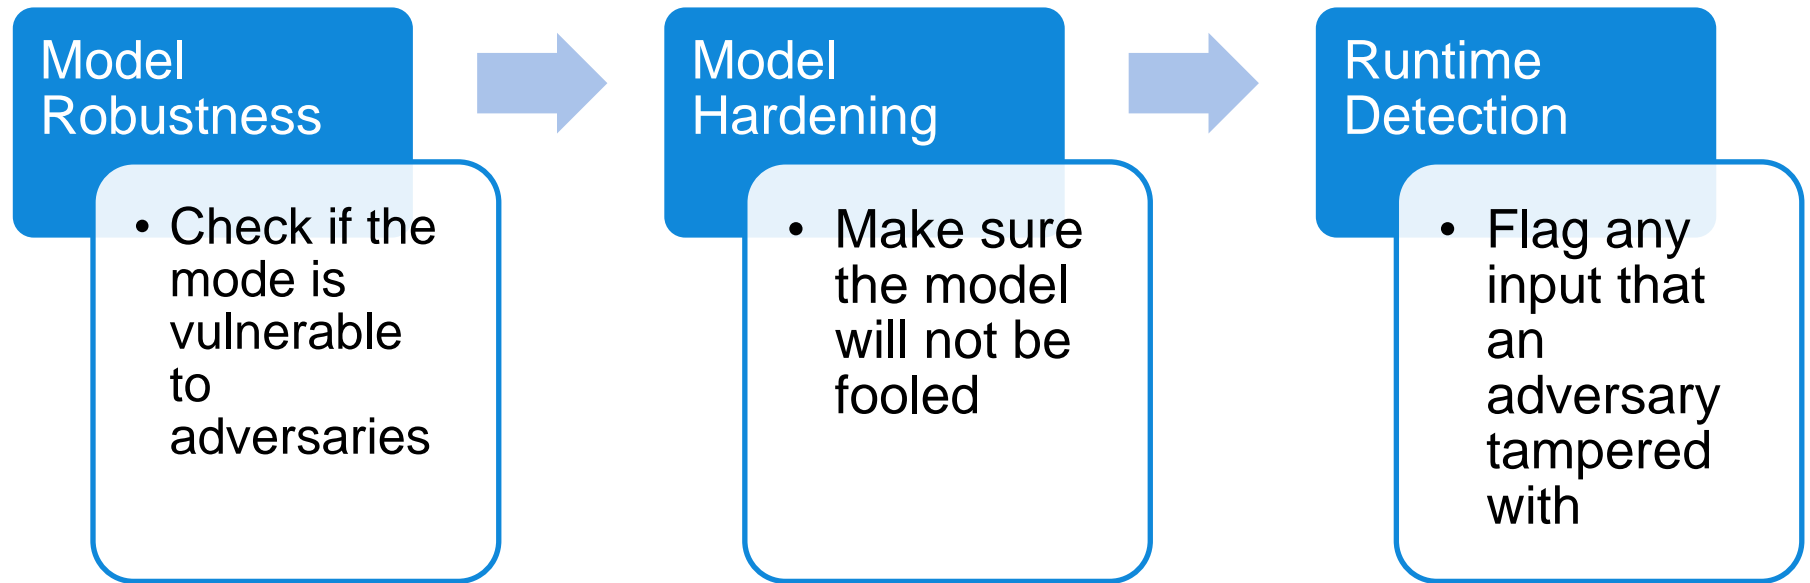 Model
Robustness
• Check if the
mode is
vulnerable
to
adversaries
Model
Hardening
• Make sure
the model
will not be
fooled
Runtime
Detection
• Flag any
input that
an
adversary
tampered
with